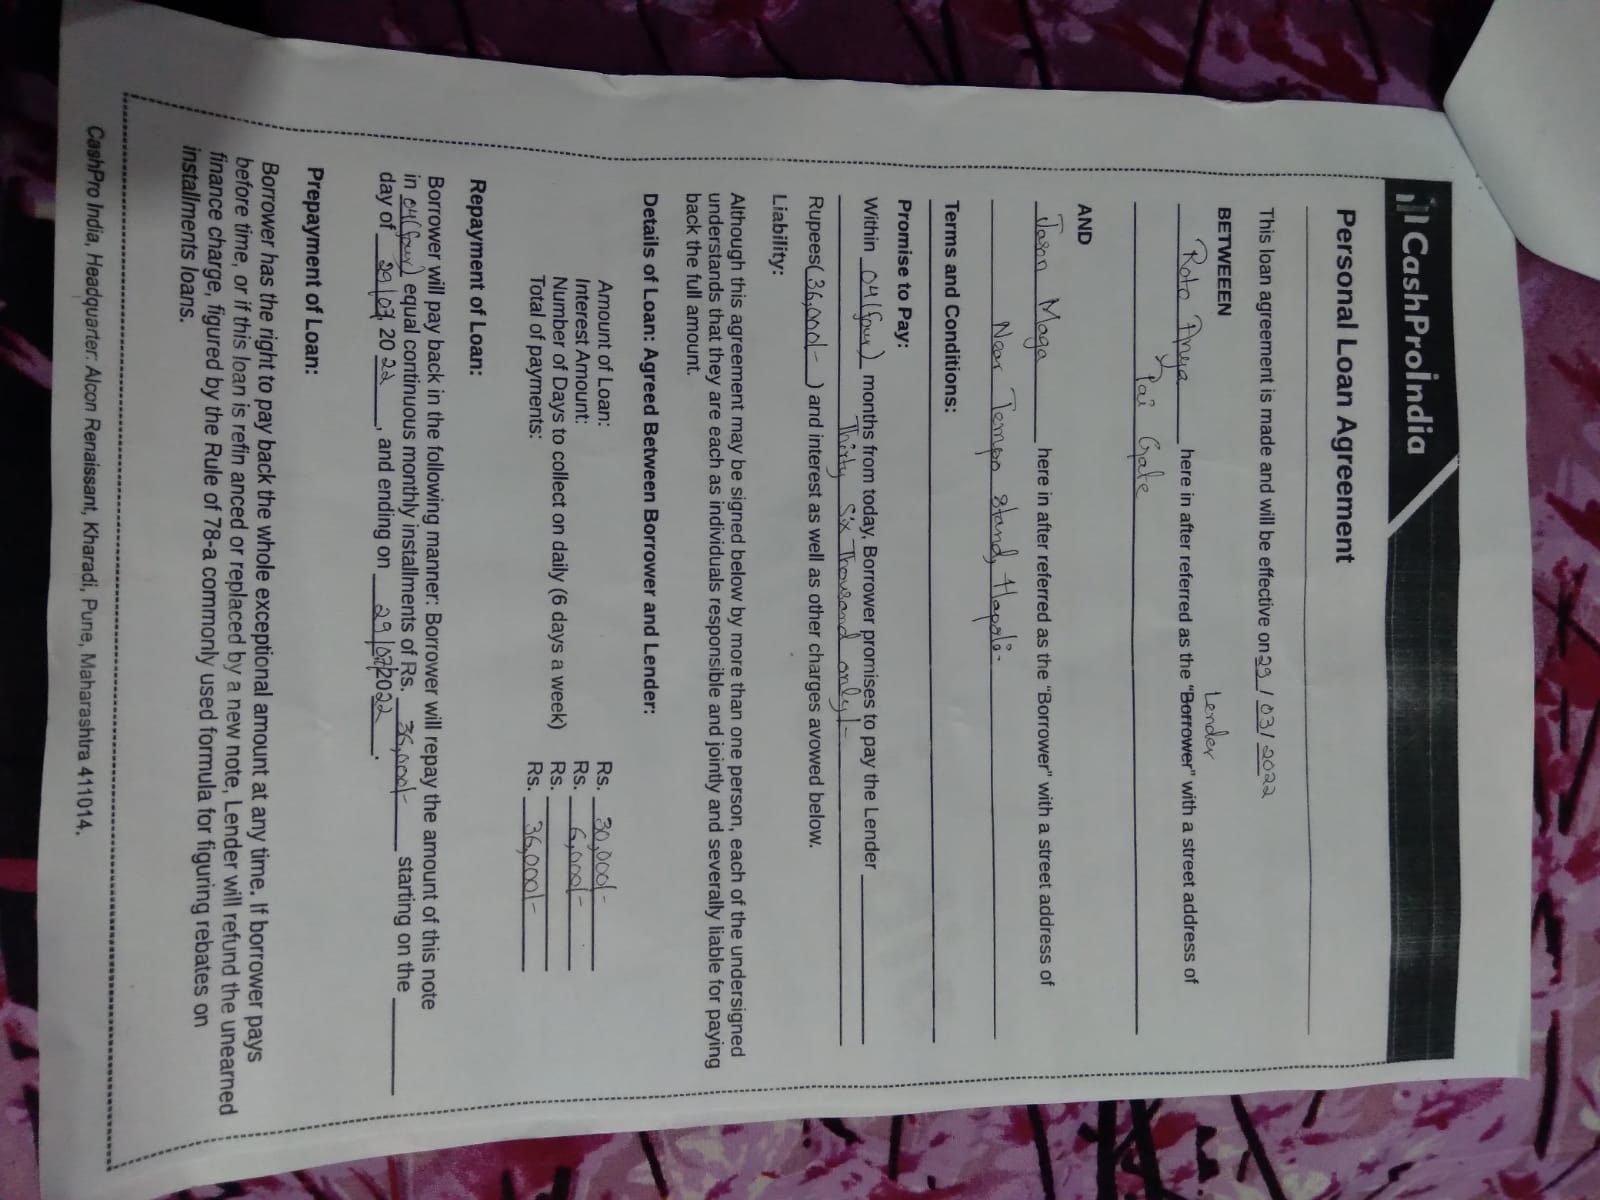 CashProIndia
Personal Loan Agreement
This loan agreement is made and will be effective on 29 / 03 / 2022
BETWEEEN
Lender
Roto Anya here in after referred as the "Borrower" with a street address of
Pai Gate
AND
Jason Maga here in after referred as the "Borrower" with a street address of
Near Tempo stand, Hapoli-
Terms and Conditions:
Promise to Pay:
Within 04(four) months from today, Borrower promises to pay the Lender
Thirty Six Thousand only/-
Rupees(36,000/- ) and interest as well as other charges avowed below.
Liability:
Although this agreement may be signed below by more than one person, each of the undersigned
understands that they are each as individuals responsible and jointly and severally liable for paying
back the full amount.
Details of Loan: Agreed Between Borrower and Lender:
Amount of Loan: Rs. 30,000/-
Interest Amount: Rs. 6,000/-
Number of Days to collect on daily (6 days a week) Rs.
Total of payments: Rs. 36,000/-
Repayment of Loan:
Borrower will pay back in the following manner: Borrower will repay the amount of this note
in 04(four) equal continuous monthly installments of Rs. 36,000/- starting on the
day of 29/07 20 22 , and ending on 29/07/2022 .
Prepayment of Loan:
Borrower has the right to pay back the whole exceptional amount at any time. If borrower pays
before time, or if this loan is refin anced or replaced by a new note, Lender will refund the unearned
finance charge, figured by the Rule of 78-a commonly used formula for figuring rebates on
installments loans.
CashPro India, Headquarter: Alcon Renaissant, Kharadi, Pune, Maharashtra 411014.